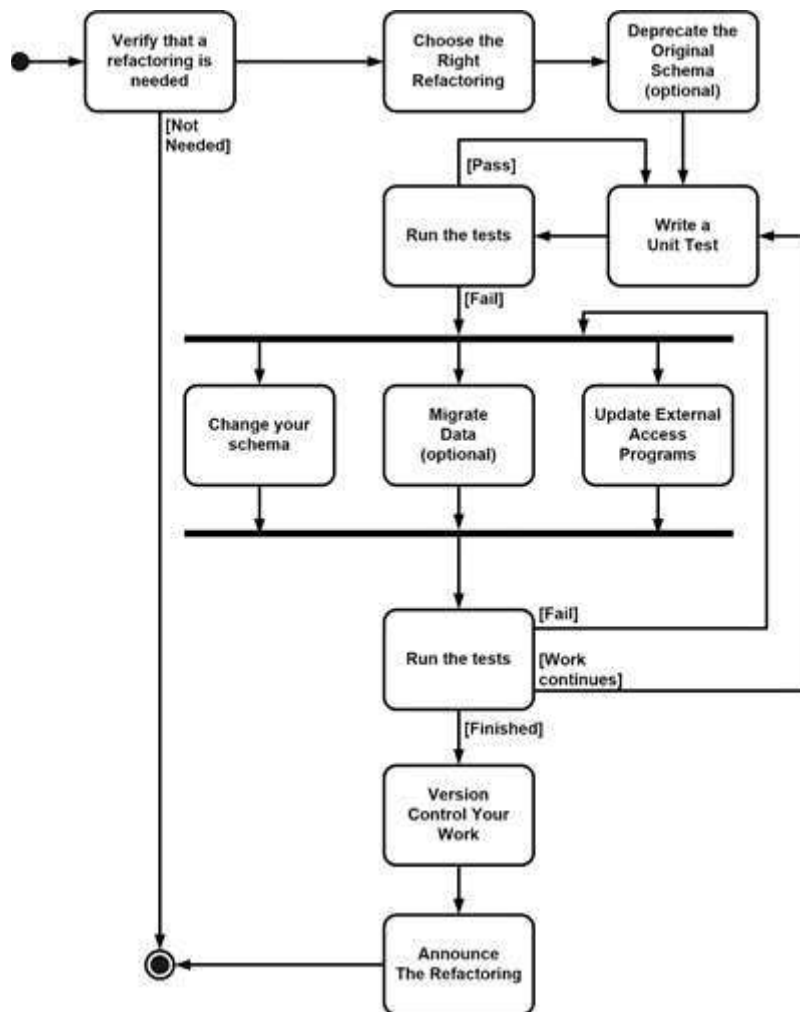 Verify that a
refactoring is
needed
Choose the
Right
Refactoring
Deprecate the
Original
Schema
(optional)
[Not
Needed]
[Pass]
Run the tests
Write a
Unit Test
[Fail]
Change your
schema
Migrate
Data
(optional)
Update External
Access
Programs
Run the tests
[Fail]
[Work
continues]
[Finished]
Version
Control Your
Work
Announce
The Refactoring